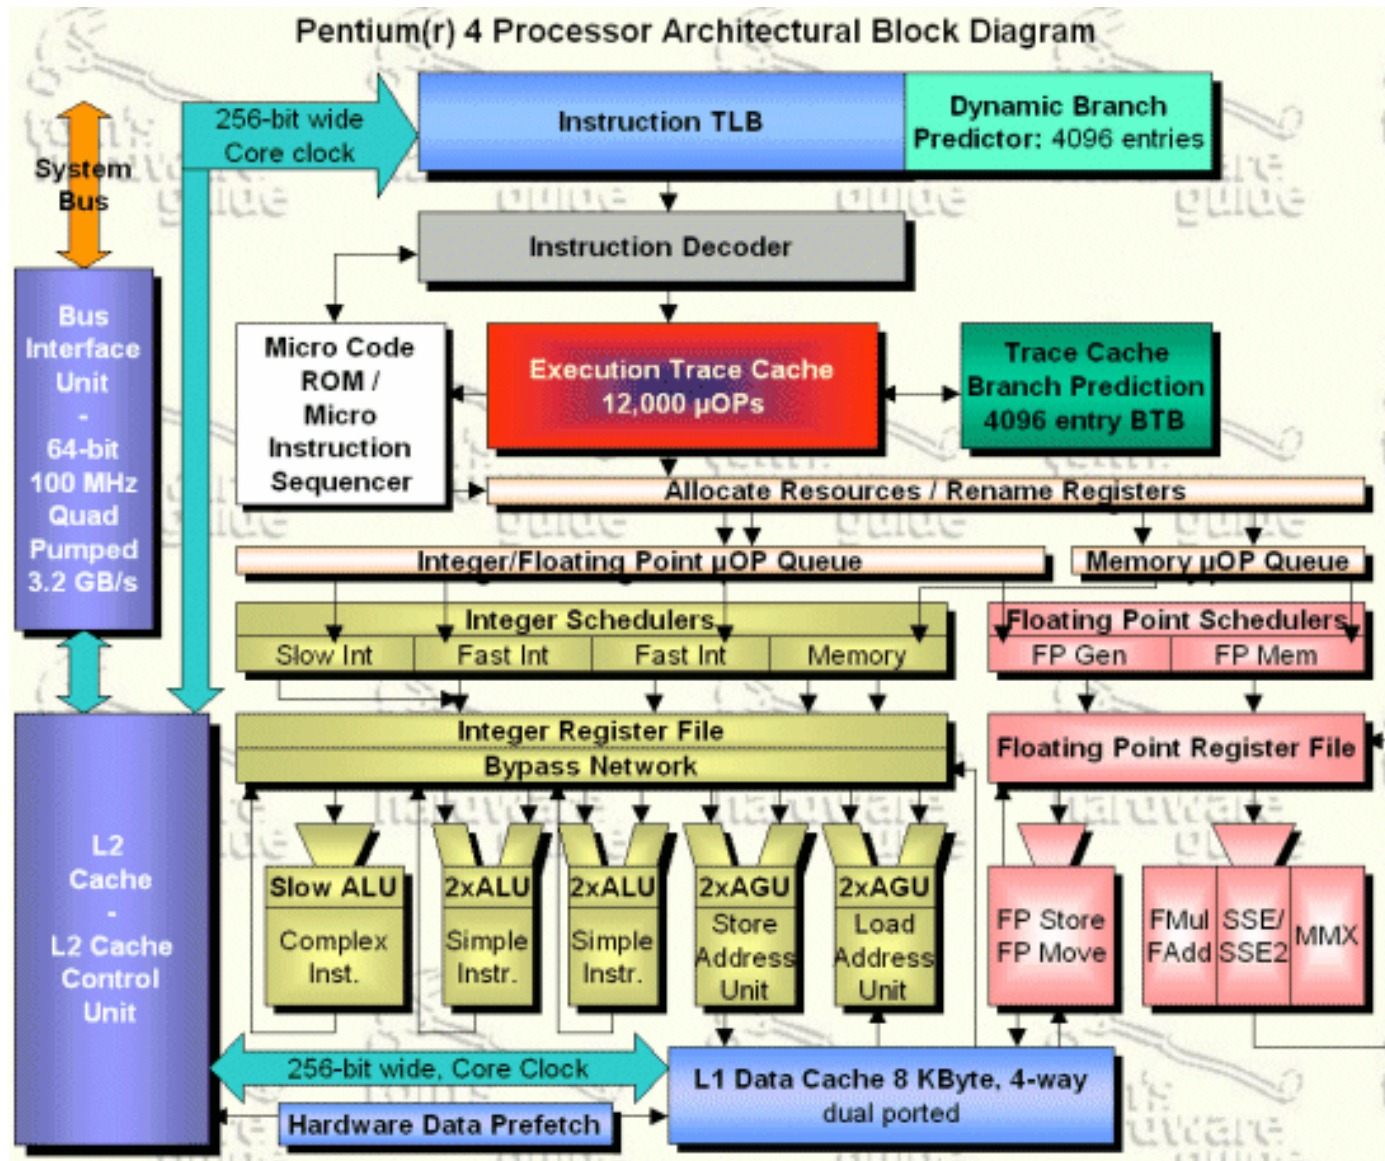 Pentium(r) 4 Processor Architectural Block Diagram
256-bit wide
Core clock
Instruction TLB
Dynamic Branch
Predictor: 4096 entries
System
Bus
Instruction Decoder
Bus
Interface
Unit
-
64-bit
100 MHz
Quad
Pumped
3.2 GB/s
Micro Code
ROM /
Micro
Instruction
Sequencer
Execution Trace Cache
12,000 µOPs
Trace Cache
Branch Prediction
4096 entry BTB
Allocate Resources / Rename Registers
Integer/Floating Point µOP Queue
Memory µOP Queue
Integer Schedulers
Slow Int
Fast Int
Fast Int
Memory
Floating Point Schedulers
FP Gen
FP Mem
Integer Register File
Bypass Network
Floating Point Register File
L2
Cache
-
L2 Cache
Control
Unit
Slow ALU
Complex
Inst.
2xALU
Simple
Instr.
2xALU
Simple
Instr.
2xAGU
Store
Address
Unit
2xAGU
Load
Address
Unit
FP Store
FP Move
FMul
FAdd
SSE/
SSE2
MMX
256-bit wide, Core Clock
L1 Data Cache 8 KByte, 4-way
dual ported
Hardware Data Prefetch
tom's
hardware
guide